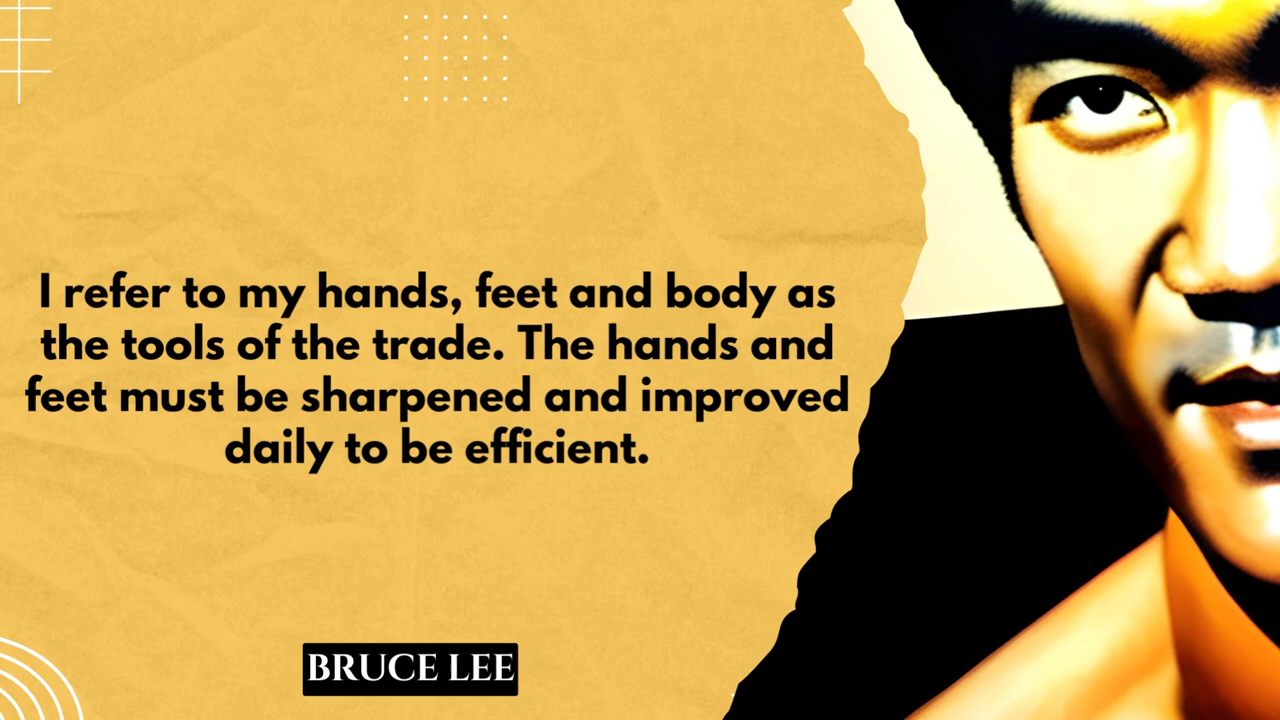 I refer to my hands, feet and body as
the tools of the trade. The hands and
feet must be sharpened and improved
daily to be efficient.
BRUCE LEE